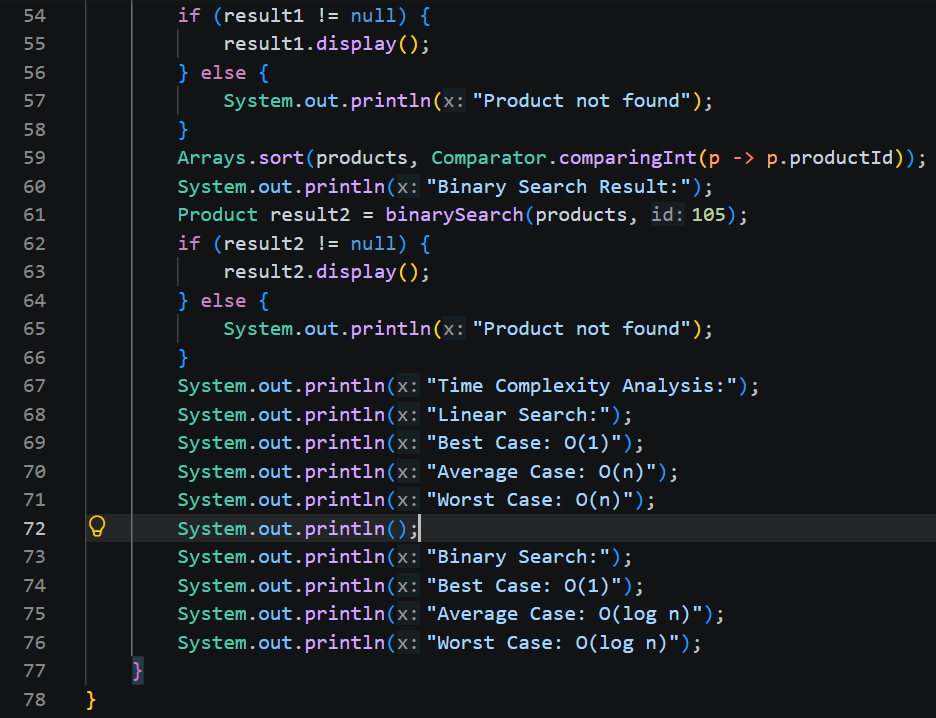 54 if (result1 != null) {
55 result1.display();
56 } else {
57 System.out.println(x: "Product not found");
58 }
59 Arrays.sort(products, Comparator.comparingInt(p -> p.productId));
60 System.out.println(x: "Binary Search Result:");
61 Product result2 = binarySearch(products, id: 105);
62 if (result2 != null) {
63 result2.display();
64 } else {
65 System.out.println(x: "Product not found");
66 }
67 System.out.println(x: "Time Complexity Analysis:");
68 System.out.println(x: "Linear Search:");
69 System.out.println(x: "Best Case: O(1)");
70 System.out.println(x: "Average Case: O(n)");
71 System.out.println(x: "Worst Case: O(n)");
72 System.out.println();
73 System.out.println(x: "Binary Search:");
74 System.out.println(x: "Best Case: O(1)");
75 System.out.println(x: "Average Case: O(log n)");
76 System.out.println(x: "Worst Case: O(log n)");
77 }
78 }